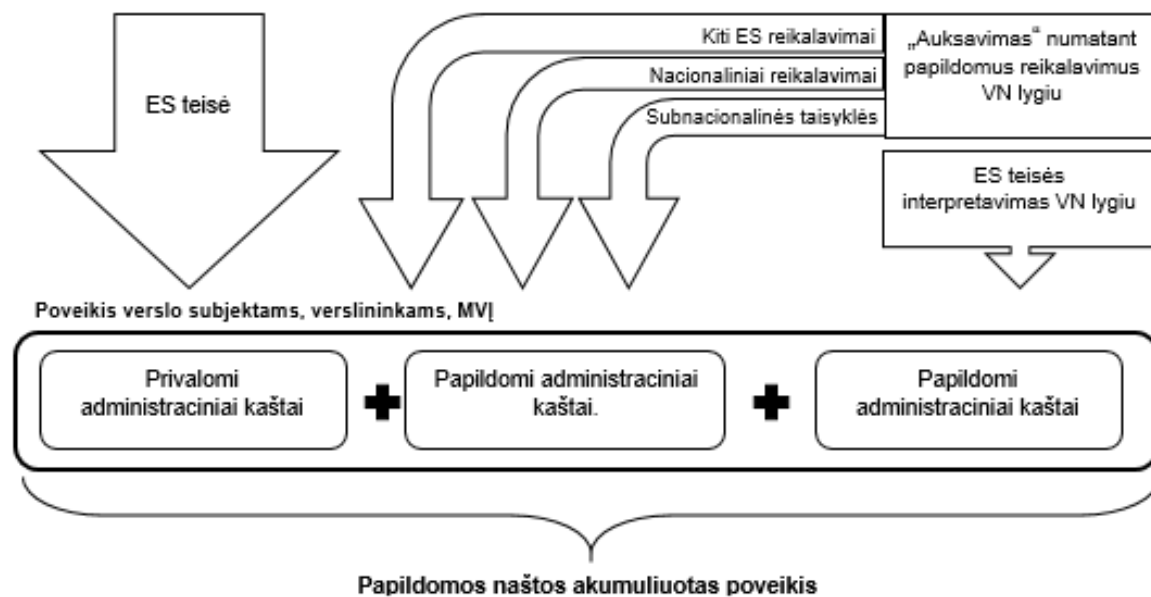 ES teisė
Kiti ES reikalavimai
Nacionaliniai reikalavimai
Subnacionalinės taisyklės
„Auksavimas“ numatant
papildomus reikalavimus
VN lygiu
ES teisės
interpretavimas VN lygiu
Poveikis verslo subjektams, verslininkams, MVĮ
Privalomi
administraciniai kaštai
Papildomi administraciniai
kaštai.
Papildomi
administraciniai kaštai
Papildomos naštos akumuliuotas poveikis